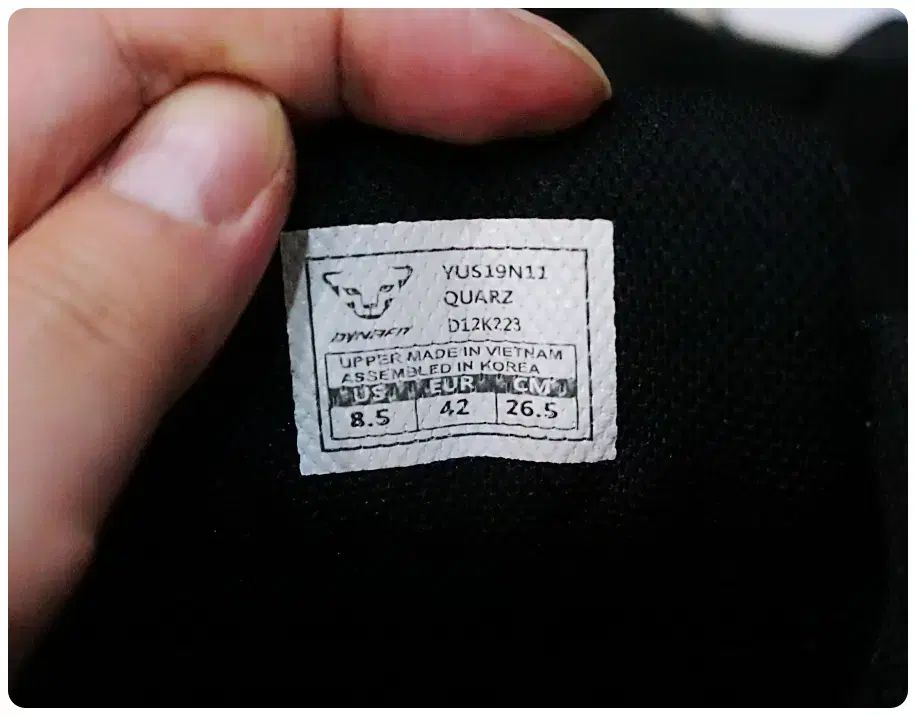 YUS19N11
QUARZ
D12K223
DYNAFIT
UPPER MADE IN VIETNAM
ASSEMBLED IN KOREA
US EUR CM
8.5 42 26.5